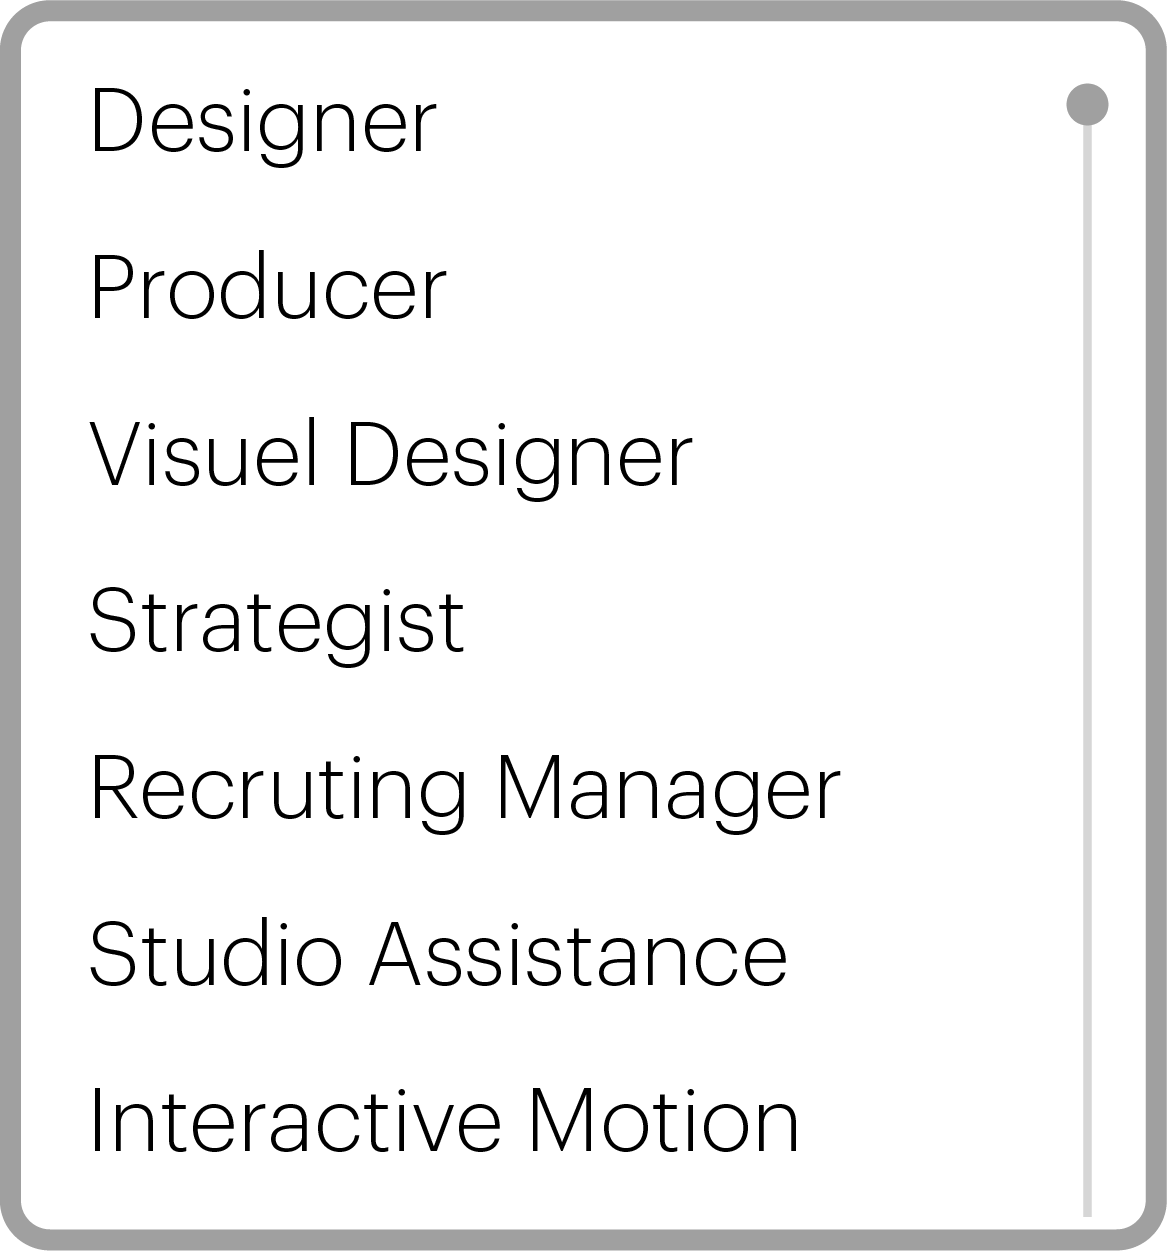 Designer
Producer
Visuel Designer
Strategist
Recruting Manager
Studio Assistance
Interactive Motion